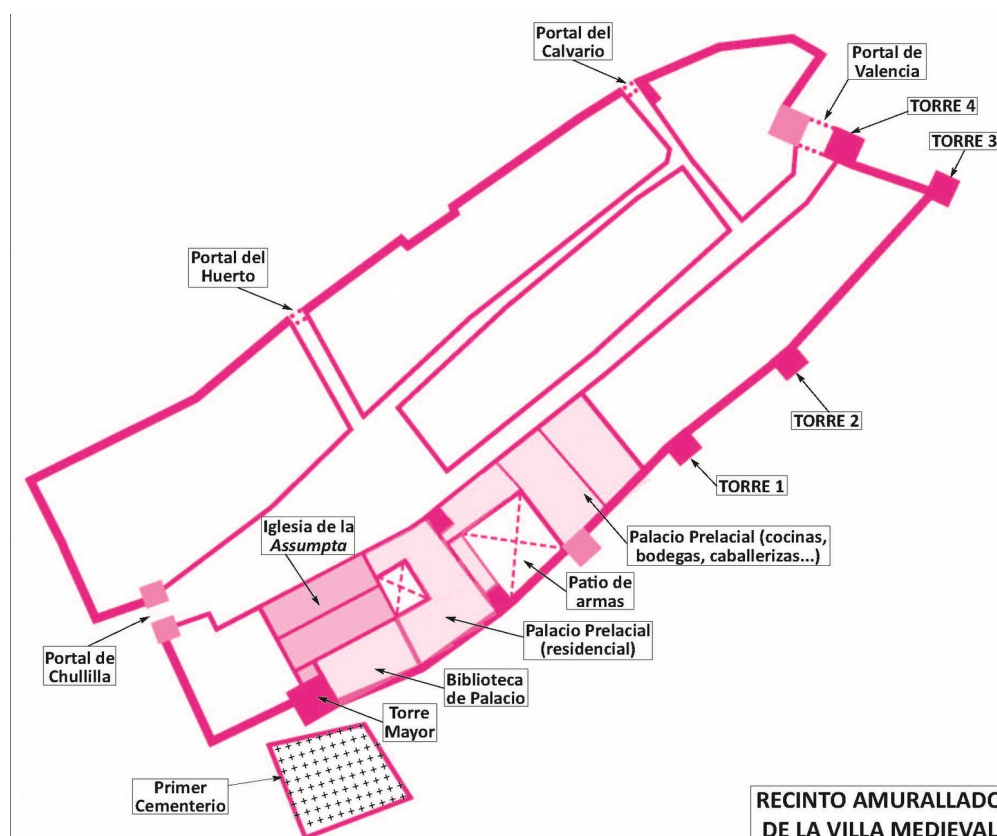 Portal del
Calvario
Portal de
Valencia
TORRE 4
TORRE 3
Portal del
Huerto
TORRE 2
TORRE 1
Iglesia de la
Assumpta
Palacio Prelacial (cocinas,
bodegas, caballerizas...)
Patio de
armas
Palacio Prelacial
(residencial)
Portal de
Chullilla
Biblioteca
de Palacio
Torre
Mayor
Primer
Cementerio
RECINTO AMURALLADO
DE LA VILLA MEDIEVAL